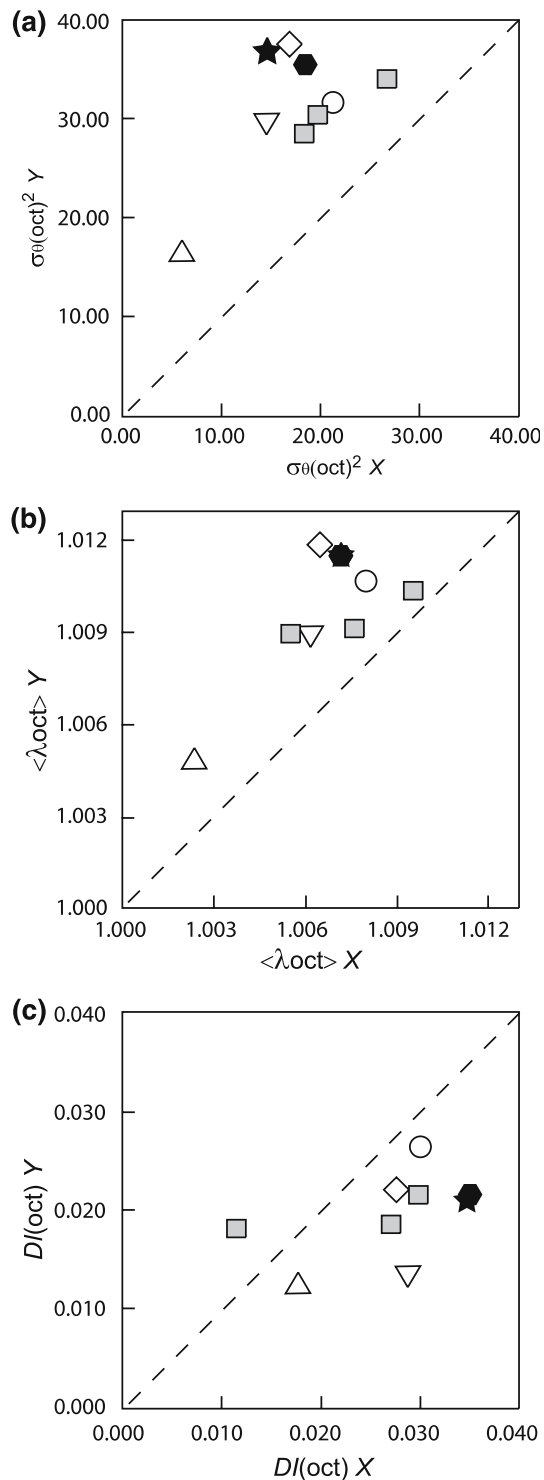 (a)
40.00
30.00
20.00
10.00
0.00
σθ(oct)² Y
0.00 10.00 20.00 30.00 40.00
σθ(oct)² X
(b)
1.012
1.009
1.006
1.003
1.000
<λoct> Y
1.000 1.003 1.006 1.009 1.012
<λoct> X
(c)
0.040
0.030
0.020
0.010
0.000
DI(oct) Y
0.000 0.010 0.020 0.030 0.040
DI(oct) X